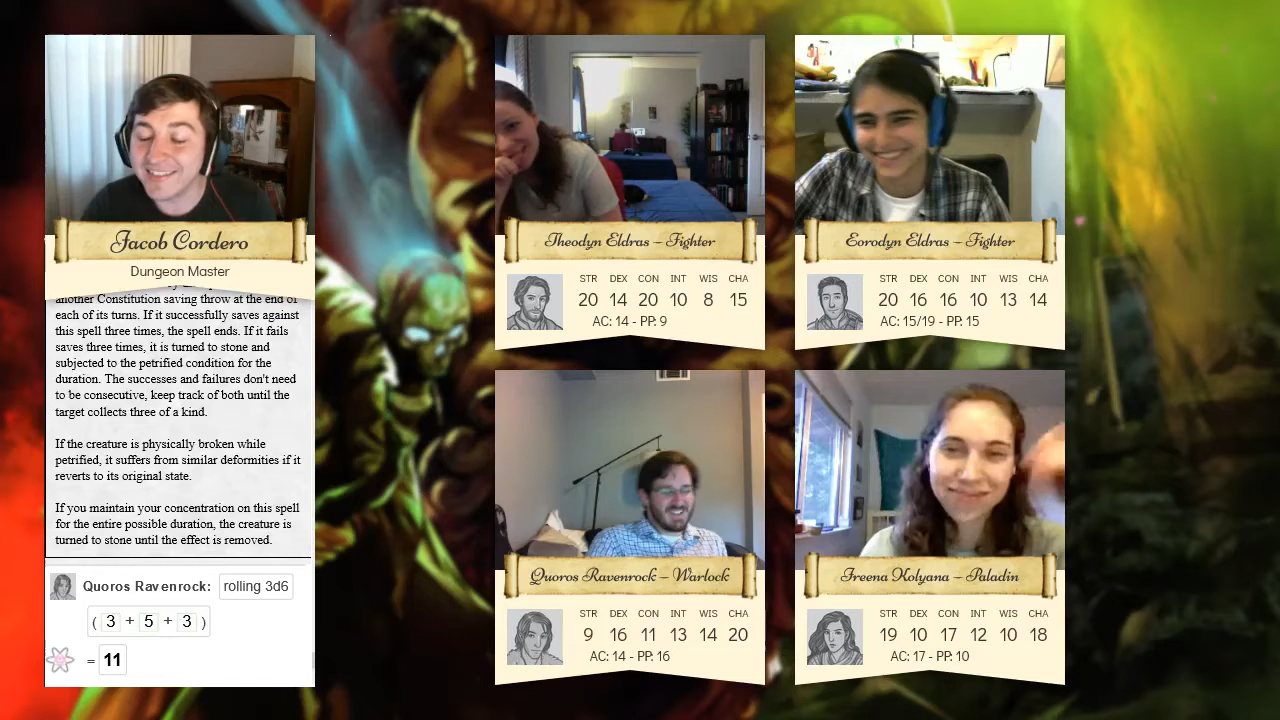 Jacob Cordero
Dungeon Master
another Constitution saving throw at the end of
each of its turns. If it successfully saves against
this spell three times, the spell ends. If it fails
saves three times, it is turned to stone and
subjected to the petrified condition for the
duration. The successes and failures don't need
to be consecutive, keep track of both until the
target collects three of a kind.
If the creature is physically broken while
petrified, it suffers from similar deformities if it
reverts to its original state.
If you maintain your concentration on this spell
for the entire possible duration, the creature is
turned to stone until the effect is removed.
Quoros Ravenrock: rolling 3d6
( 3 + 5 + 3 )
= 11
Theodyn Eldras – Fighter
STR DEX CON INT WIS CHA
20 14 20 10 8 15
AC: 14 - PP: 9
Eorodyn Eldras – Fighter
STR DEX CON INT WIS CHA
20 16 16 10 13 14
AC: 15/19 - PP: 15
Quoros Ravenrock – Warlock
STR DEX CON INT WIS CHA
9 16 11 13 14 20
AC: 14 - PP: 16
Freena Kolyana – Paladin
STR DEX CON INT WIS CHA
19 10 17 12 10 18
AC: 17 - PP: 10